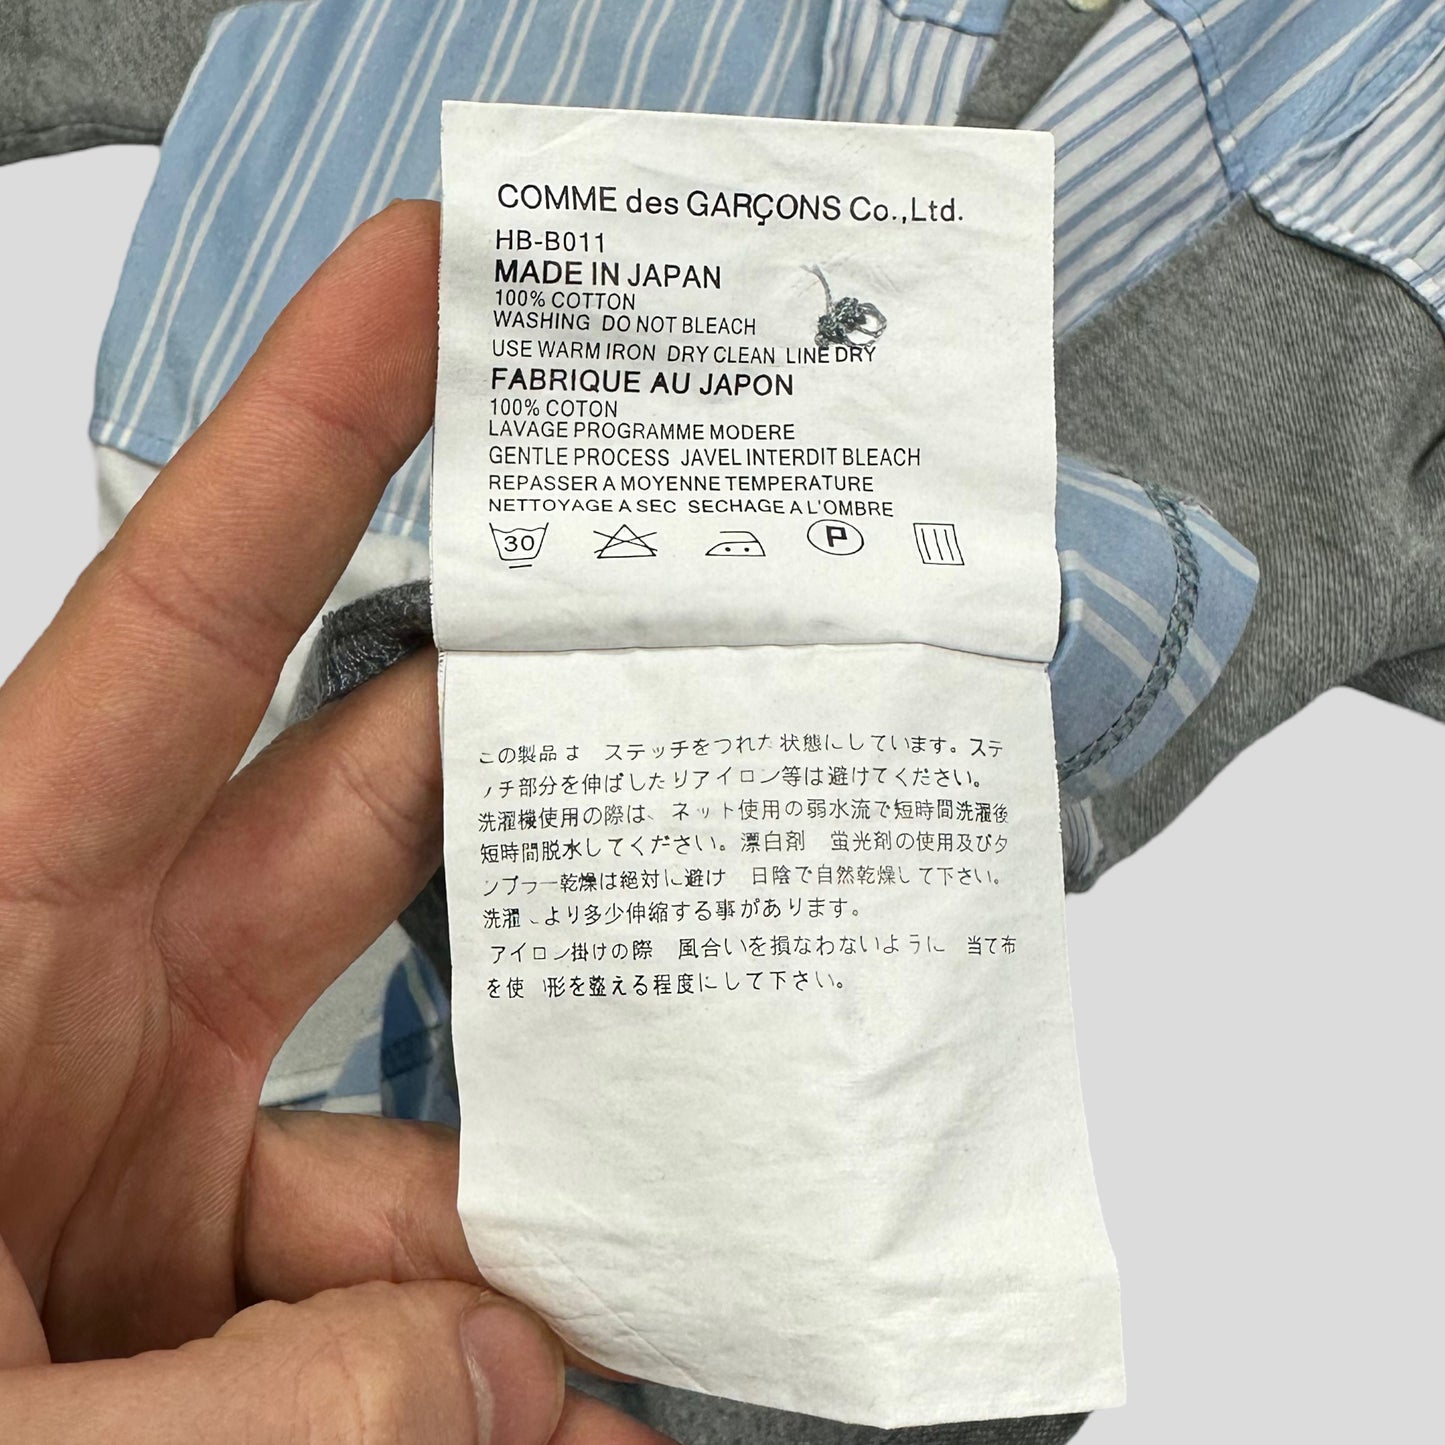 COMME des GARÇONS Co.,Ltd.
HB-B011
MADE IN JAPAN
100% COTTON
WASHING DO NOT BLEACH
USE WARM IRON DRY CLEAN LINE DRY
FABRIQUE AU JAPON
100% COTON
LAVAGE PROGRAMME MODERE
GENTLE PROCESS JAVEL INTERDIT BLEACH
REPASSER A MOYENNE TEMPERATURE
NETTOYAGE A SEC SECHAGE A L'OMBRE
30 P
この製品は ステッチをつれた状態にしています。ステ
ッチ部分を伸ばしたりアイロン等は避けてください。
洗濯機使用の際は、ネット使用の弱水流で短時間洗濯後
短時間脱水してください。漂白剤 蛍光剤の使用及びタ
ンブラー乾燥は絶対に避け 日陰で自然乾燥して下さい。
洗濯により多少伸縮する事があります。
アイロン掛けの際 風合いを損なわないように 当て布
を使 形を整える程度にして下さい。